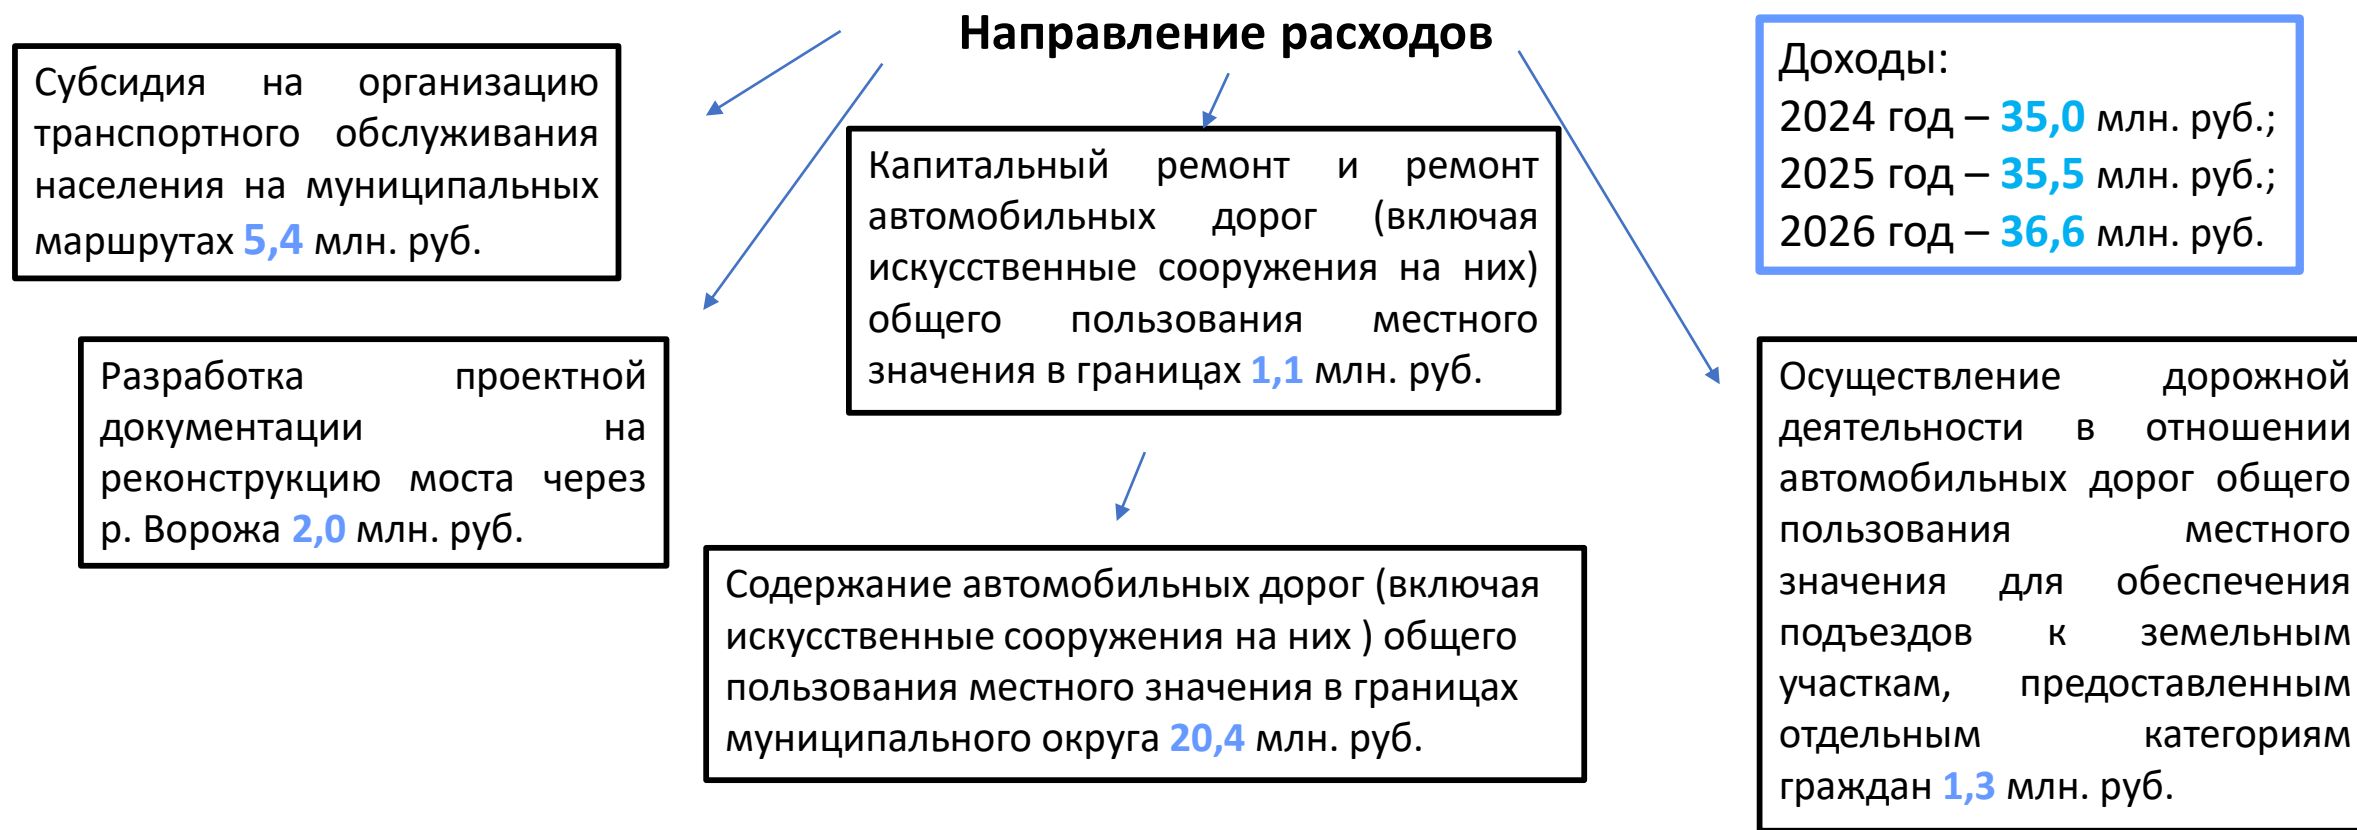 Направление расходов
Субсидия на организацию
транспортного обслуживания
населения на муниципальных
маршрутах 5,4 млн. руб.
Разработка проектной
документации на
реконструкцию моста через
р. Ворожа 2,0 млн. руб.
Капитальный ремонт и ремонт
автомобильных дорог (включая
искусственные сооружения на них)
общего пользования местного
значения в границах 1,1 млн. руб.
Содержание автомобильных дорог (включая
искусственные сооружения на них ) общего
пользования местного значения в границах
муниципального округа 20,4 млн. руб.
Доходы:
2024 год – 35,0 млн. руб.;
2025 год – 35,5 млн. руб.;
2026 год – 36,6 млн. руб.
Осуществление дорожной
деятельности в отношении
автомобильных дорог общего
пользования местного
значения для обеспечения
подъездов к земельным
участкам, предоставленным
отдельным категориям
граждан 1,3 млн. руб.